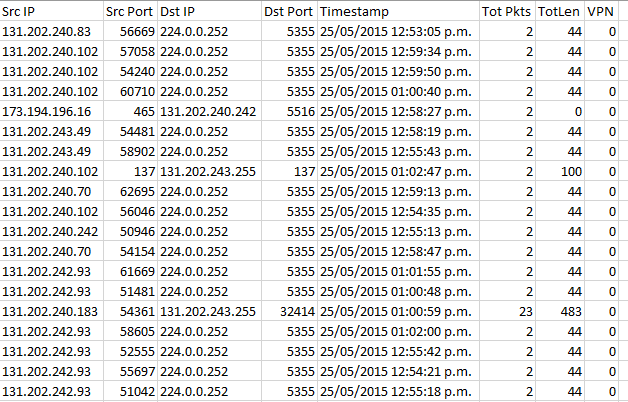 Src IP Src Port Dst IP Dst Port Timestamp Tot Pkts TotLen VPN
131.202.240.83 56669 224.0.0.252 5355 25/05/2015 12:53:05 p.m. 2 44 0
131.202.240.102 57058 224.0.0.252 5355 25/05/2015 12:59:34 p.m. 2 44 0
131.202.240.102 54240 224.0.0.252 5355 25/05/2015 12:59:50 p.m. 2 44 0
131.202.240.102 60710 224.0.0.252 5355 25/05/2015 01:00:40 p.m. 2 44 0
173.194.196.16 465 131.202.240.242 5516 25/05/2015 12:58:27 p.m. 2 0 0
131.202.243.49 54481 224.0.0.252 5355 25/05/2015 12:58:19 p.m. 2 44 0
131.202.243.49 58902 224.0.0.252 5355 25/05/2015 12:55:43 p.m. 2 44 0
131.202.240.102 137 131.202.243.255 137 25/05/2015 01:02:47 p.m. 2 100 0
131.202.240.70 62695 224.0.0.252 5355 25/05/2015 12:59:13 p.m. 2 44 0
131.202.240.102 56046 224.0.0.252 5355 25/05/2015 12:54:35 p.m. 2 44 0
131.202.240.242 50946 224.0.0.252 5355 25/05/2015 12:55:13 p.m. 2 44 0
131.202.240.70 54154 224.0.0.252 5355 25/05/2015 12:58:47 p.m. 2 44 0
131.202.242.93 61669 224.0.0.252 5355 25/05/2015 01:01:55 p.m. 2 44 0
131.202.242.93 51481 224.0.0.252 5355 25/05/2015 01:00:48 p.m. 2 44 0
131.202.240.183 54361 131.202.243.255 32414 25/05/2015 01:00:59 p.m. 23 483 0
131.202.242.93 58605 224.0.0.252 5355 25/05/2015 01:02:00 p.m. 2 44 0
131.202.242.93 52555 224.0.0.252 5355 25/05/2015 12:55:42 p.m. 2 44 0
131.202.242.93 55697 224.0.0.252 5355 25/05/2015 12:54:21 p.m. 2 44 0
131.202.242.93 51042 224.0.0.252 5355 25/05/2015 12:55:18 p.m. 2 44 0